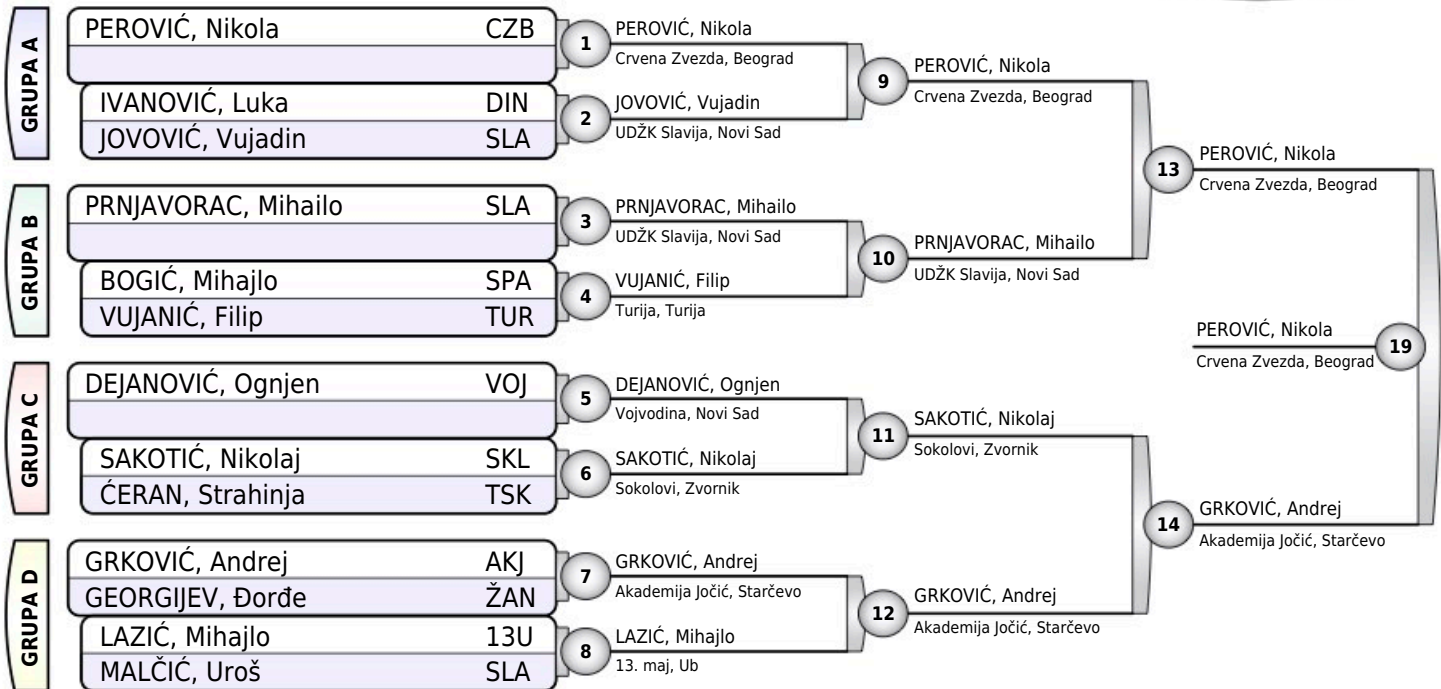 GRUPA A
PEROVIĆ, Nikola CZB
IVANOVIĆ, Luka DIN
JOVOVIĆ, Vujadin SLA
GRUPA B
PRNJAVORAC, Mihailo SLA
BOGIĆ, Mihajlo SPA
VUJANIĆ, Filip TUR
GRUPA C
DEJANOVIĆ, Ognjen VOJ
SAKOTIĆ, Nikolaj SKL
ĆERAN, Strahinja TSK
GRUPA D
GRKOVIĆ, Andrej AKJ
GEORGIJEV, Đorđe ŽAN
LAZIĆ, Mihajlo 13U
MALČIĆ, Uroš SLA
1 PEROVIĆ, Nikola
Crvena Zvezda, Beograd
2 JOVOVIĆ, Vujadin
UDŽK Slavija, Novi Sad
3 PRNJAVORAC, Mihailo
UDŽK Slavija, Novi Sad
4 VUJANIĆ, Filip
Turija, Turija
5 DEJANOVIĆ, Ognjen
Vojvodina, Novi Sad
6 SAKOTIĆ, Nikolaj
Sokolovi, Zvornik
7 GRKOVIĆ, Andrej
Akademija Jočić, Starčevo
8 LAZIĆ, Mihajlo
13. maj, Ub
9 PEROVIĆ, Nikola
Crvena Zvezda, Beograd
10 PRNJAVORAC, Mihailo
UDŽK Slavija, Novi Sad
11 SAKOTIĆ, Nikolaj
Sokolovi, Zvornik
12 GRKOVIĆ, Andrej
Akademija Jočić, Starčevo
13 PEROVIĆ, Nikola
Crvena Zvezda, Beograd
14 GRKOVIĆ, Andrej
Akademija Jočić, Starčevo
PEROVIĆ, Nikola
Crvena Zvezda, Beograd 19